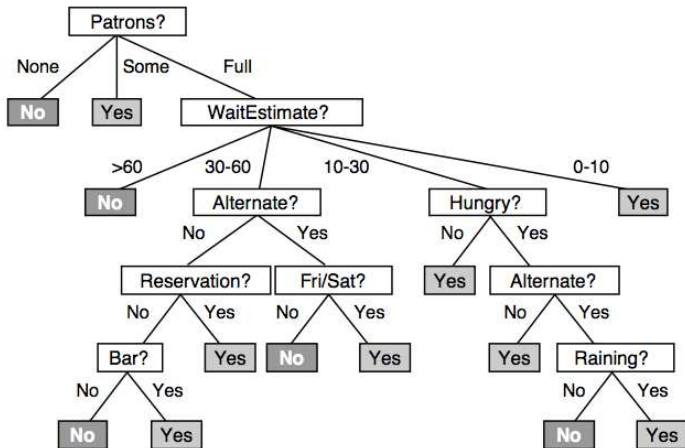 Patrons?
None Some Full
No Yes WaitEstimate?
>60 30-60 10-30 0-10
No Alternate? Hungry? Yes
No Yes No Yes
Reservation? Fri/Sat? Yes Alternate?
No Yes No Yes No Yes
Bar? Yes No Yes Yes Raining?
No Yes No Yes
No Yes No Yes